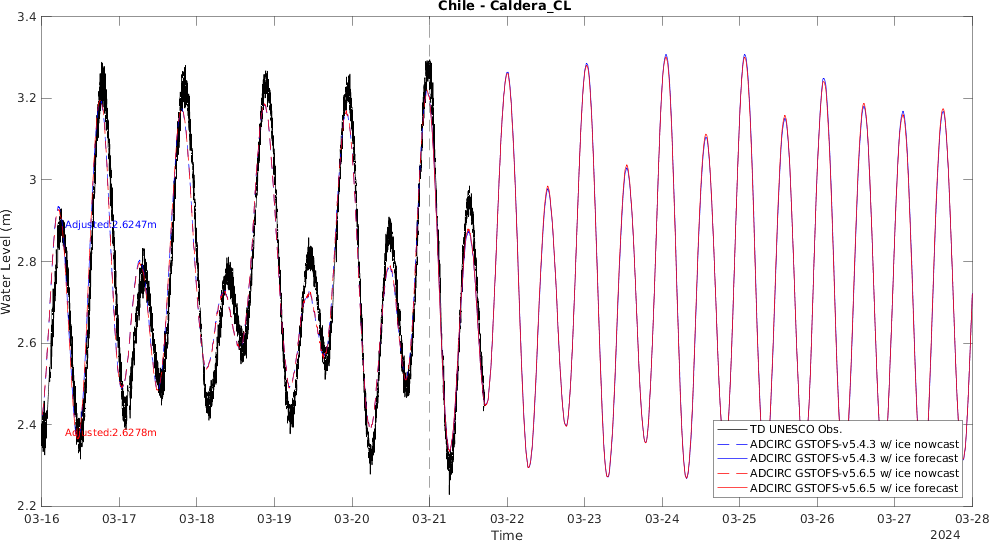 Chile - Caldera_CL
3.4
3.2
3
2.8
2.6
2.4
2.2
Water Level (m)
Adjusted:2.6247m
Adjusted:2.6278m
TD UNESCO Obs.
ADCIRC GSTOFS-v5.4.3 w/ ice nowcast
ADCIRC GSTOFS-v5.4.3 w/ ice forecast
ADCIRC GSTOFS-v5.6.5 w/ ice nowcast
ADCIRC GSTOFS-v5.6.5 w/ ice forecast
03-16 03-17 03-18 03-19 03-20 03-21 03-22 03-23 03-24 03-25 03-26 03-27 03-28
Time
2024